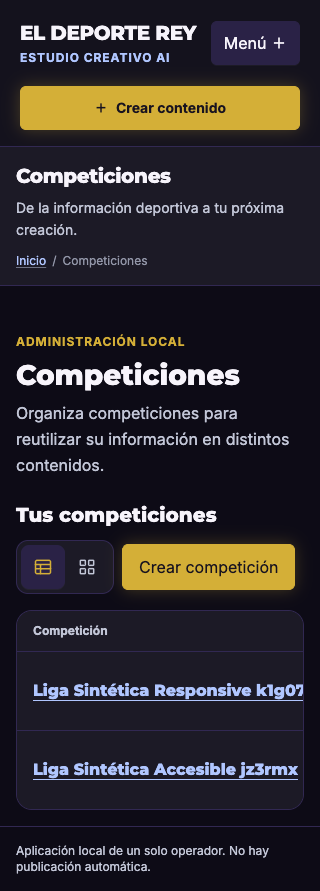 EL DEPORTE REY
ESTUDIO CREATIVO AI
Menú +
+ Crear contenido
Competiciones
De la información deportiva a tu próxima
creación.
Inicio / Competiciones
ADMINISTRACIÓN LOCAL
Competiciones
Organiza competiciones para
reutilizar su información en distintos
contenidos.
Tus competiciones
Crear competición
Competición
Liga Sintética Responsive k1g07
Liga Sintética Accesible jz3rmx
Aplicación local de un solo operador. No hay
publicación automática.